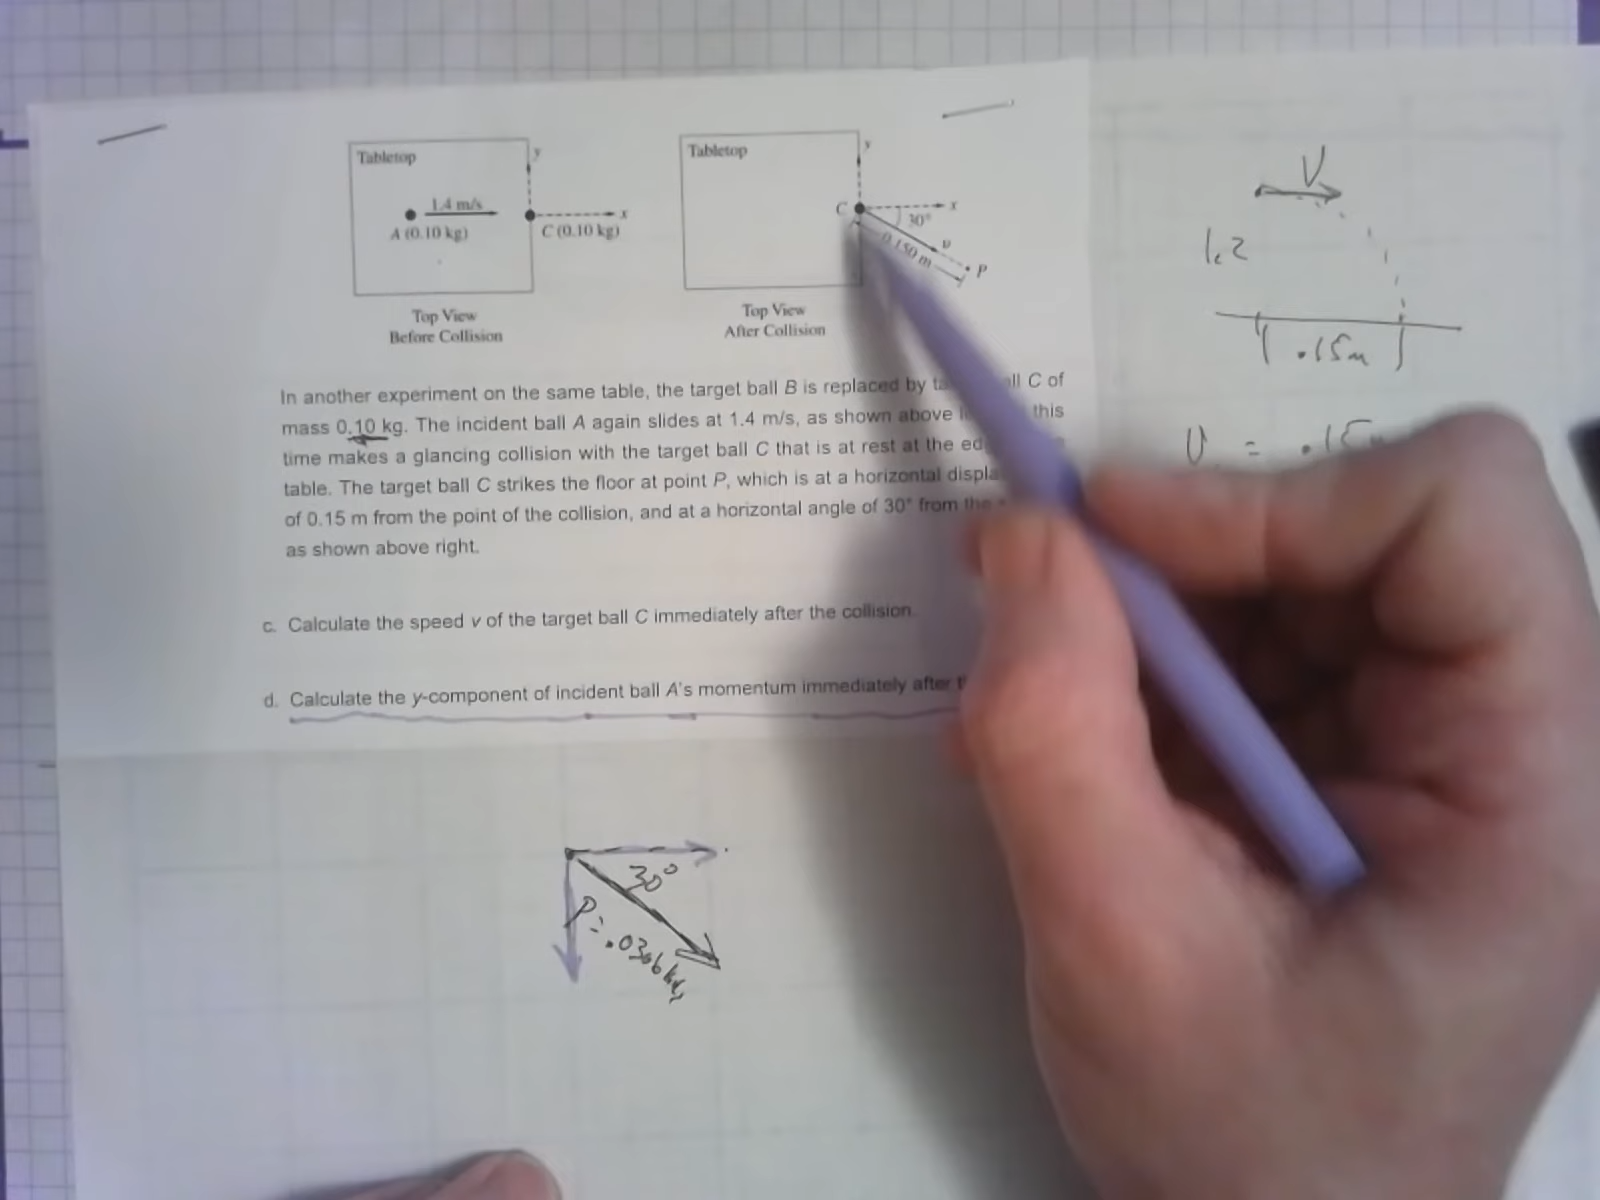 Tabletop
y
1.4 m/s
x
A (0.10 kg)
C (0.10 kg)
Top View
Before Collision
Tabletop
y
C
x
30°
v
0.150 m
P
Top View
After Collision
V
1.2
.15m
In another experiment on the same table, the target ball B is replaced by C of
mass 0.10 kg. The incident ball A again slides at 1.4 m/s, as shown above this
time makes a glancing collision with the target ball C that is at rest at the
table. The target ball C strikes the floor at point P, which is at a horizontal
of 0.15 m from the point of the collision, and at a horizontal angle of 30° from the
as shown above right.
=
c. Calculate the speed v of the target ball C immediately after the collision.
d. Calculate the y-component of incident ball A's momentum immediately after
30°
P=.0306